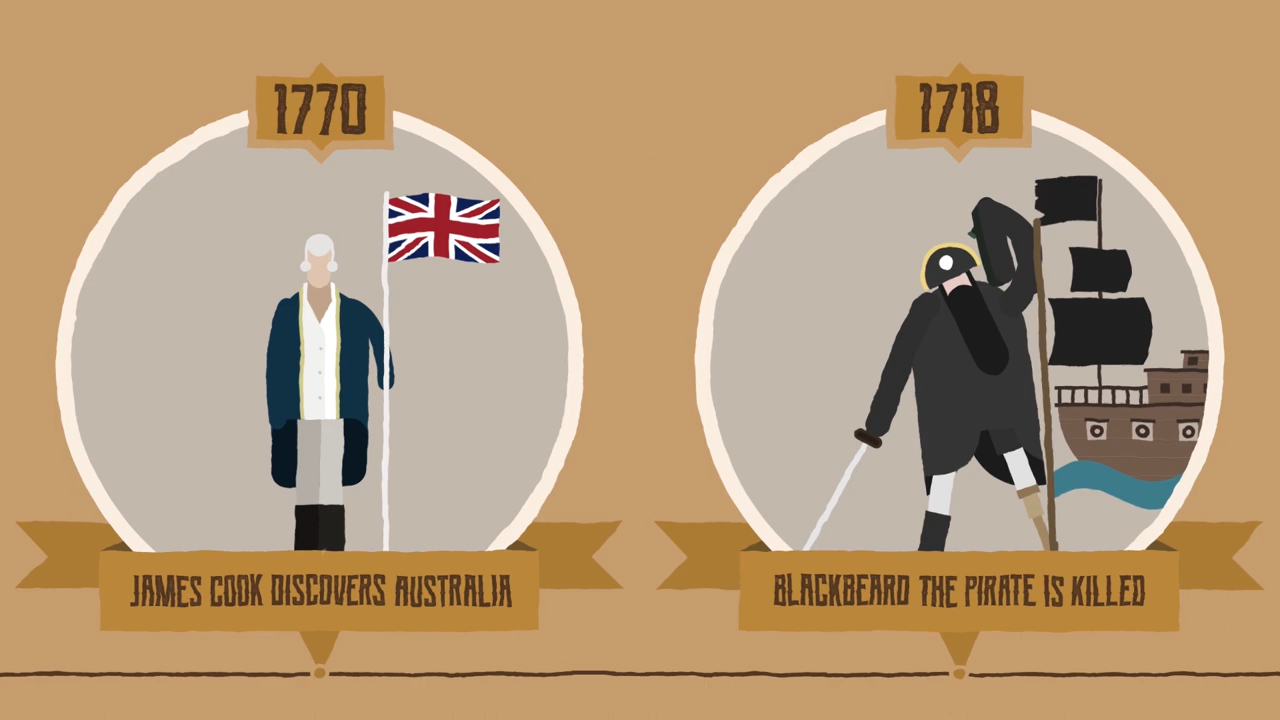 1770
JAMES COOK DISCOVERS AUSTRALIA
1718
BLACKBEARD THE PIRATE IS KILLED